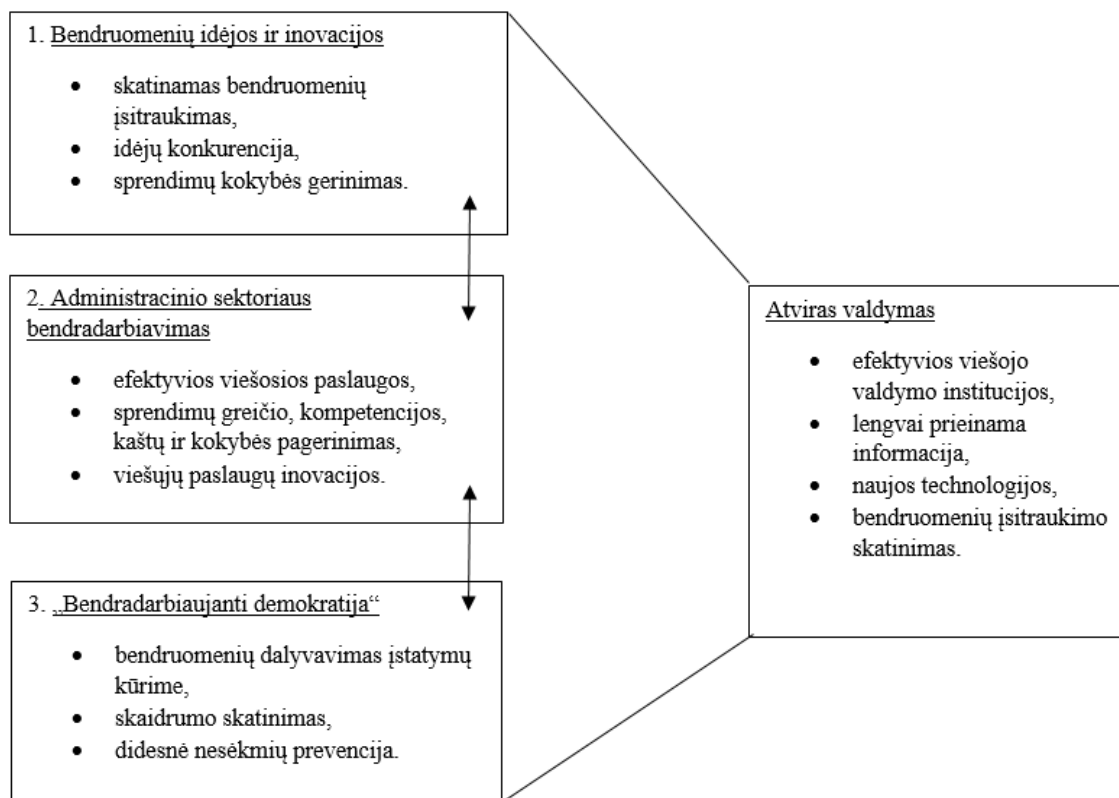 1. Bendruomenių idėjos ir inovacijos
• skatinamas bendruomenių
įsitraukimas,
• idėjų konkurencija,
• sprendimų kokybės gerinimas.
2. Administracinio sektoriaus
bendradarbiavimas
• efektyvios viešosios paslaugos,
• sprendimų greičio, kompetencijos,
kaštų ir kokybės pagerinimas,
• viešųjų paslaugų inovacijos.
3. „Bendradarbiaujanti demokratija“
• bendruomenių dalyvavimas įstatymų
kūrime,
• skaidrumo skatinimas,
• didesnė nesėkmių prevencija.
Atviras valdymas
• efektyvios viešojo
valdymo institucijos,
• lengvai prieinama
informacija,
• naujos technologijos,
• bendruomenių įsitraukimo
skatinimas.